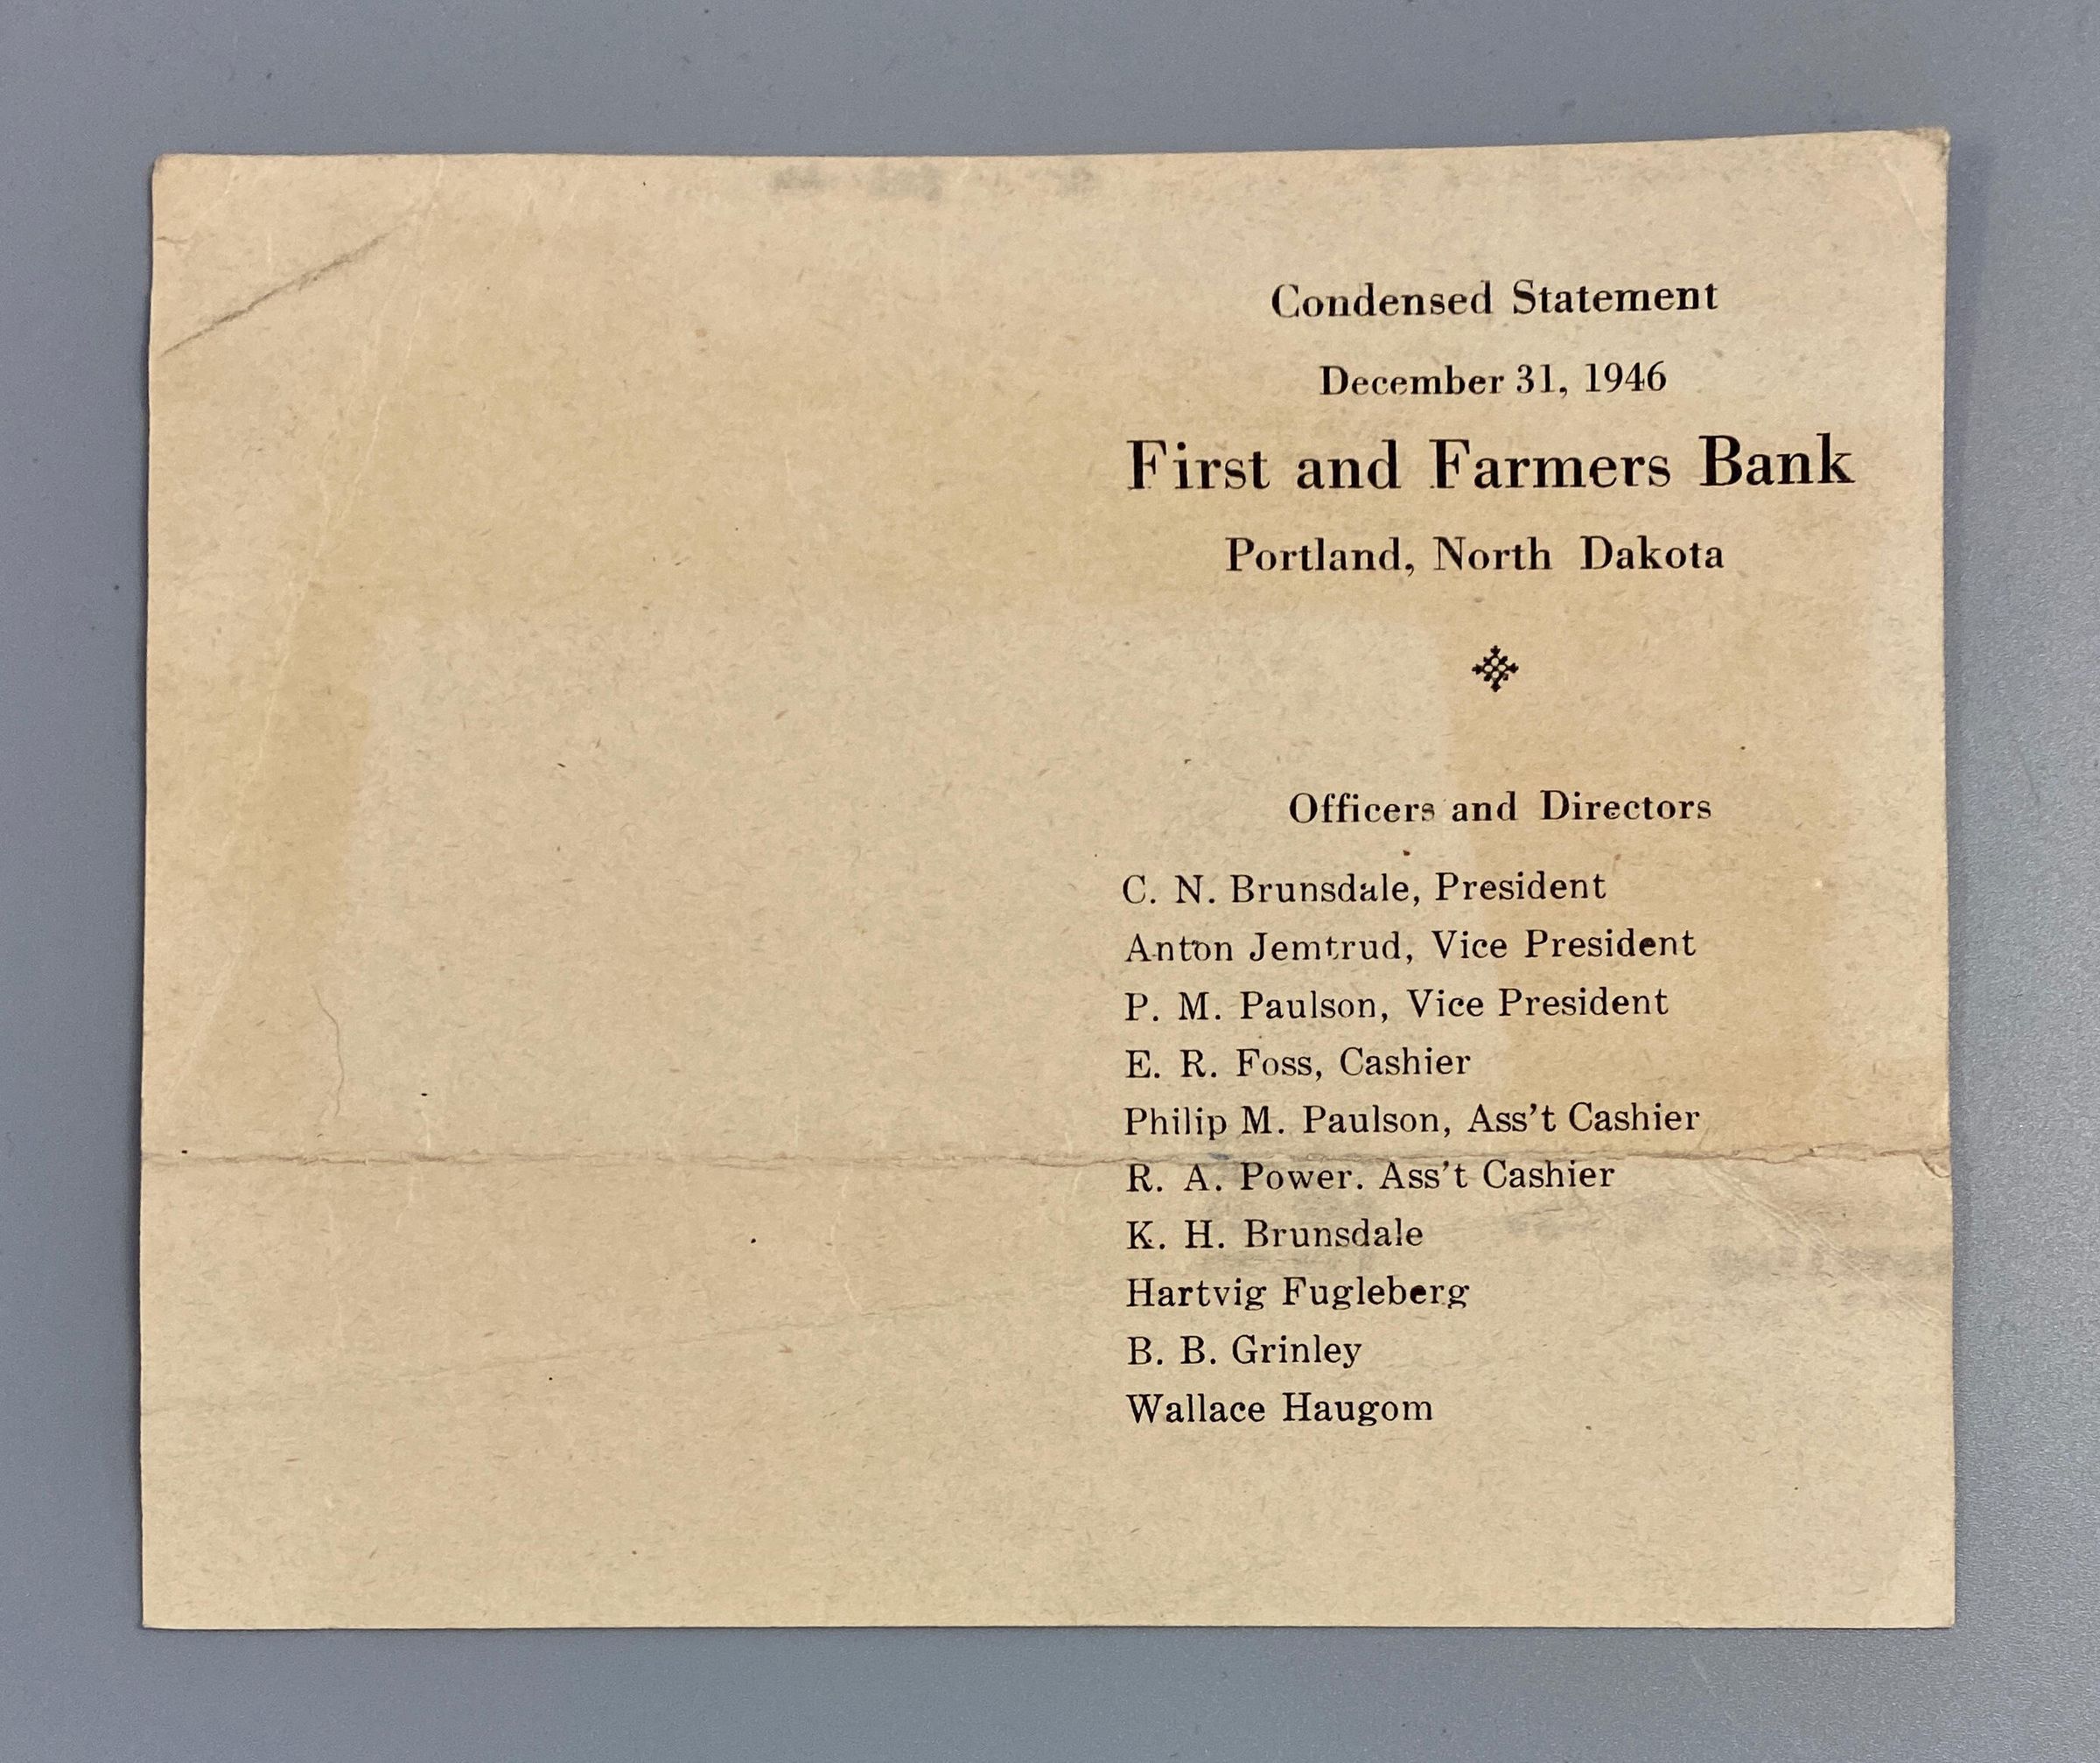 Condensed Statement
December 31, 1946
First and Farmers Bank
Portland, North Dakota
Officers and Directors
C. N. Brunsdale, President
Anton Jemtrud, Vice President
P. M. Paulson, Vice President
E. R. Foss, Cashier
Philip M. Paulson, Ass't Cashier
R. A. Power. Ass't Cashier
K. H. Brunsdale
Hartvig Fugleberg
B. B. Grinley
Wallace Haugom